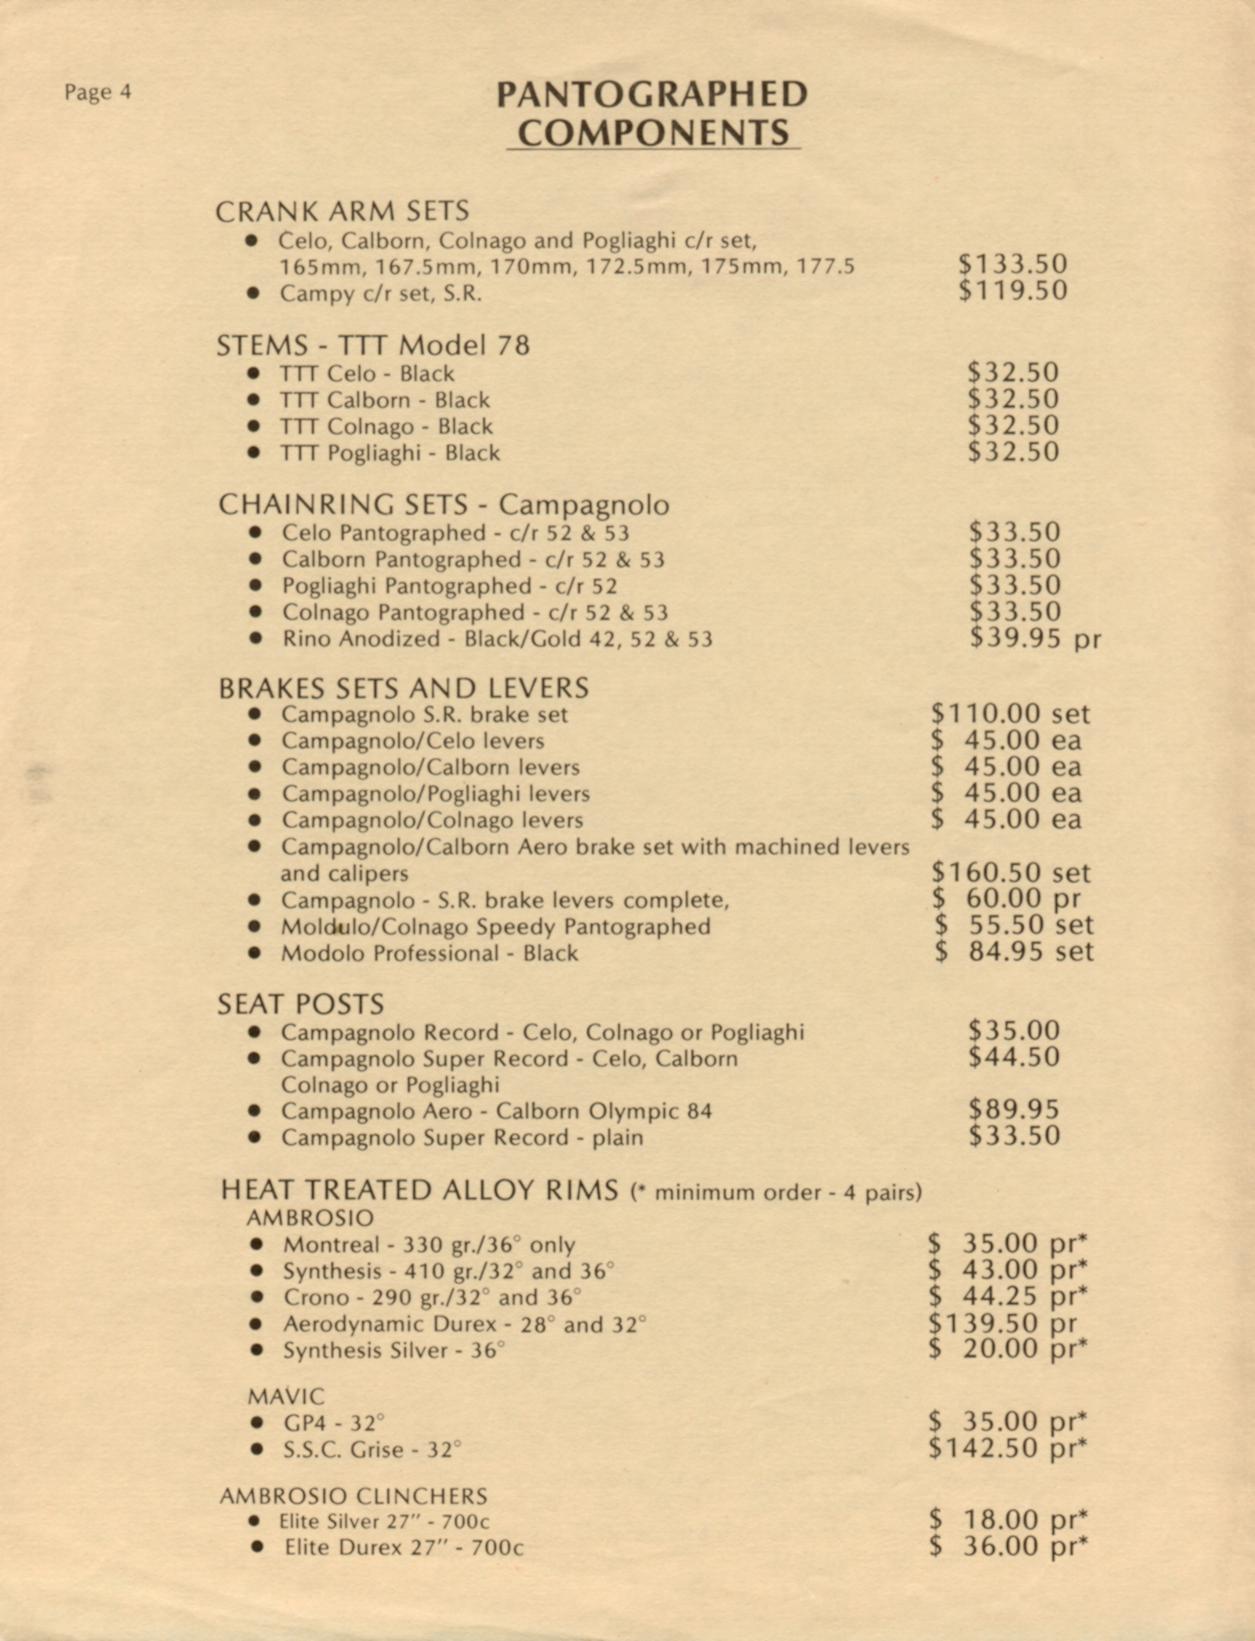 Page 4
PANTOGRAPHED
COMPONENTS
CRANK ARM SETS
● Celo, Calborn, Colnago and Pogliaghi c/r set,
165mm, 167.5mm, 170mm, 172.5mm, 175mm, 177.5 $133.50
● Campy c/r set, S.R. $119.50
STEMS - TTT Model 78
● TTT Celo - Black $32.50
● TTT Calborn - Black $32.50
● TTT Colnago - Black $32.50
● TTT Pogliaghi - Black $32.50
CHAINRING SETS - Campagnolo
● Celo Pantographed - c/r 52 & 53 $33.50
● Calborn Pantographed - c/r 52 & 53 $33.50
● Pogliaghi Pantographed - c/r 52 $33.50
● Colnago Pantographed - c/r 52 & 53 $33.50
● Rino Anodized - Black/Gold 42, 52 & 53 $39.95 pr
BRAKES SETS AND LEVERS
● Campagnolo S.R. brake set $110.00 set
● Campagnolo/Celo levers $ 45.00 ea
● Campagnolo/Calborn levers $ 45.00 ea
● Campagnolo/Pogliaghi levers $ 45.00 ea
● Campagnolo/Colnago levers $ 45.00 ea
● Campagnolo/Calborn Aero brake set with machined levers
and calipers $160.50 set
● Campagnolo - S.R. brake levers complete, $ 60.00 pr
● Moldulo/Colnago Speedy Pantographed $ 55.50 set
● Modolo Professional - Black $ 84.95 set
SEAT POSTS
● Campagnolo Record - Celo, Colnago or Pogliaghi $35.00
● Campagnolo Super Record - Celo, Calborn $44.50
Colnago or Pogliaghi
● Campagnolo Aero - Calborn Olympic 84 $89.95
● Campagnolo Super Record - plain $33.50
HEAT TREATED ALLOY RIMS (* minimum order - 4 pairs)
AMBROSIO
● Montreal - 330 gr./36° only $ 35.00 pr*
● Synthesis - 410 gr./32° and 36° $ 43.00 pr*
● Crono - 290 gr./32° and 36° $ 44.25 pr*
● Aerodynamic Durex - 28° and 32° $139.50 pr
● Synthesis Silver - 36° $ 20.00 pr*
MAVIC
● GP4 - 32° $ 35.00 pr*
● S.S.C. Grise - 32° $142.50 pr*
AMBROSIO CLINCHERS
● Elite Silver 27″ - 700c $ 18.00 pr*
● Elite Durex 27″ - 700c $ 36.00 pr*